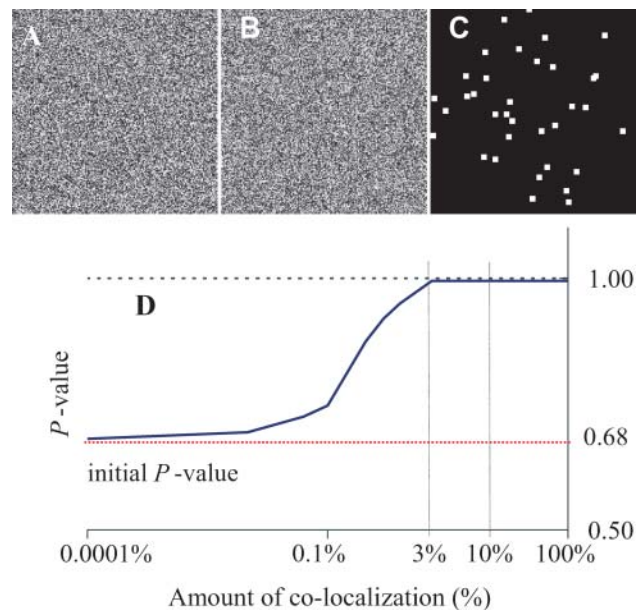 A
B
C
D
1.00
P -value
0.68
initial P -value
0.50
0.0001%
0.1%
3%
10%
100%
Amount of co-localization (%)